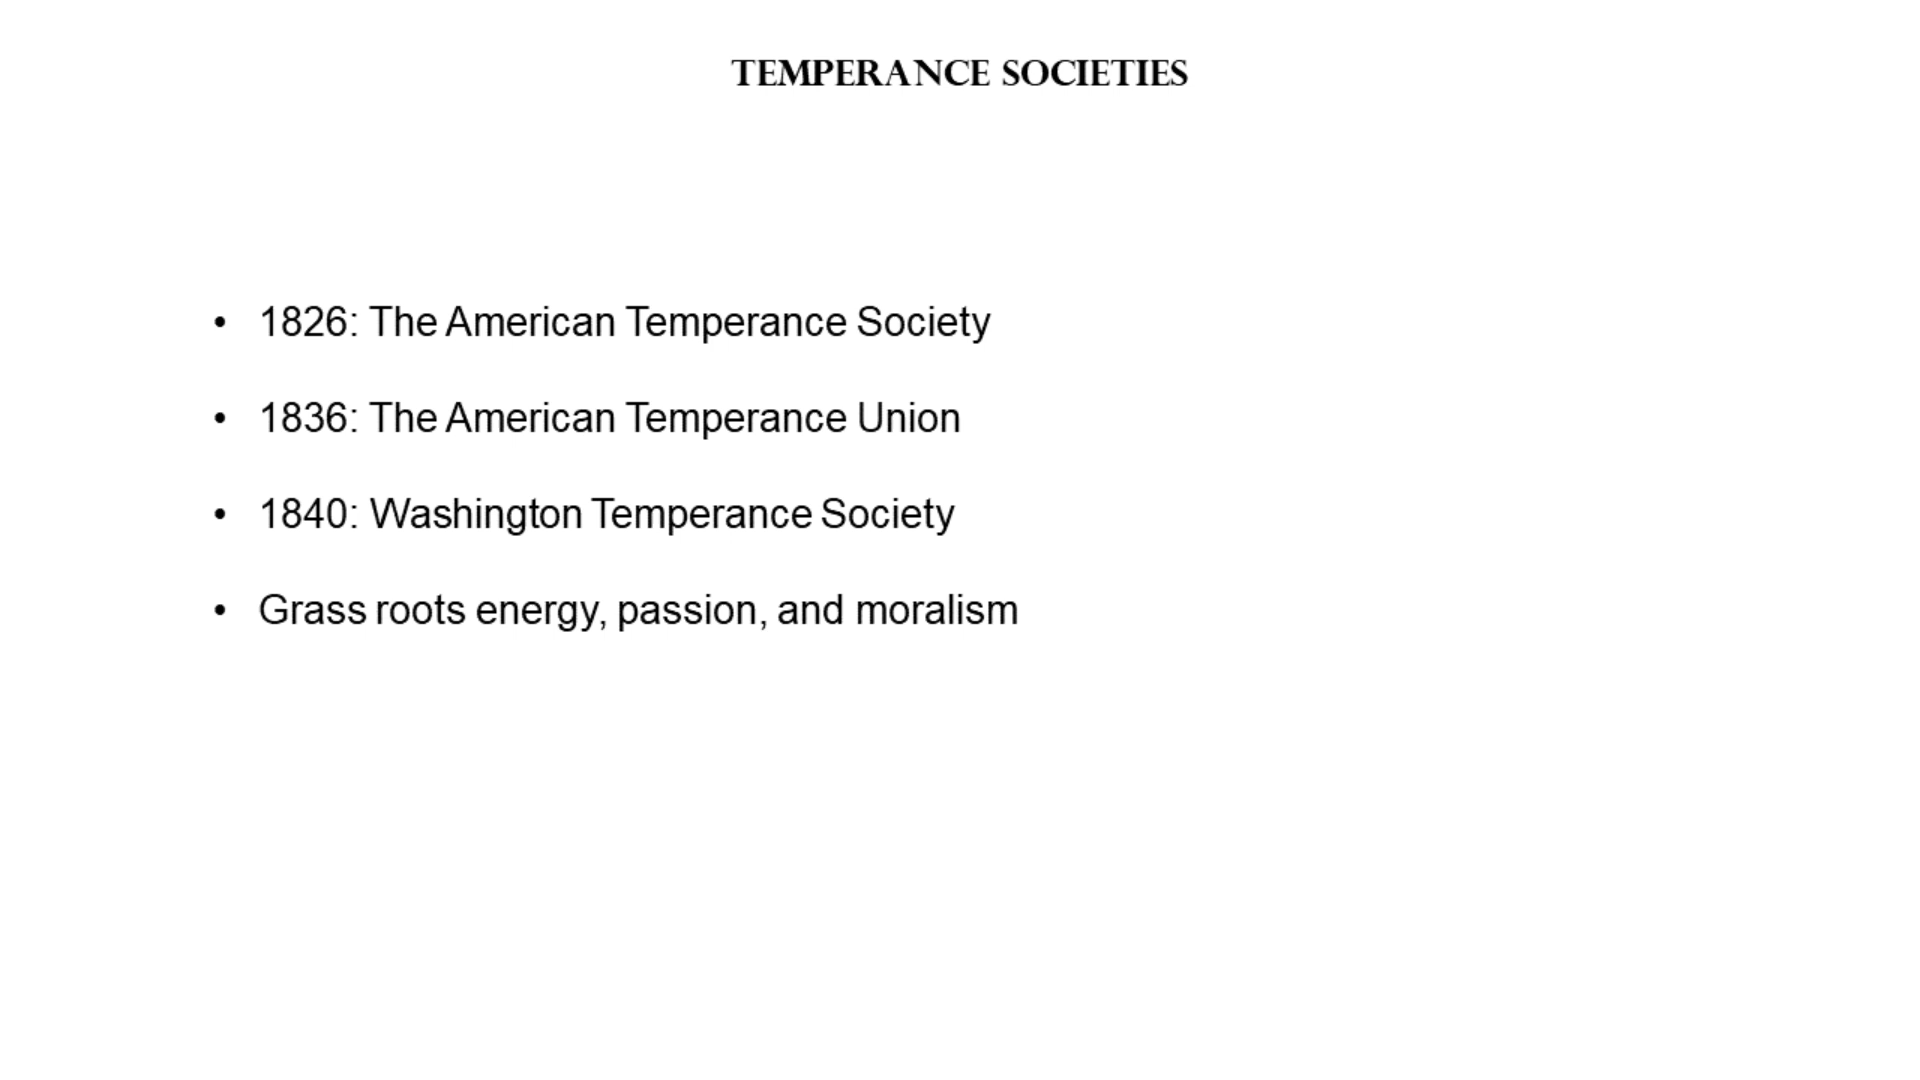 TEMPERANCE SOCIETIES
• 1826: The American Temperance Society
• 1836: The American Temperance Union
• 1840: Washington Temperance Society
• Grass roots energy, passion, and moralism